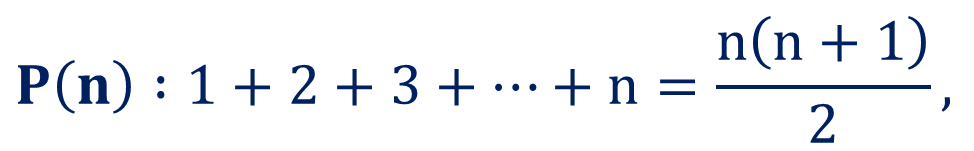 P(n) : 1 + 2 + 3 + ⋯ + n = n(n + 1)/2 ,